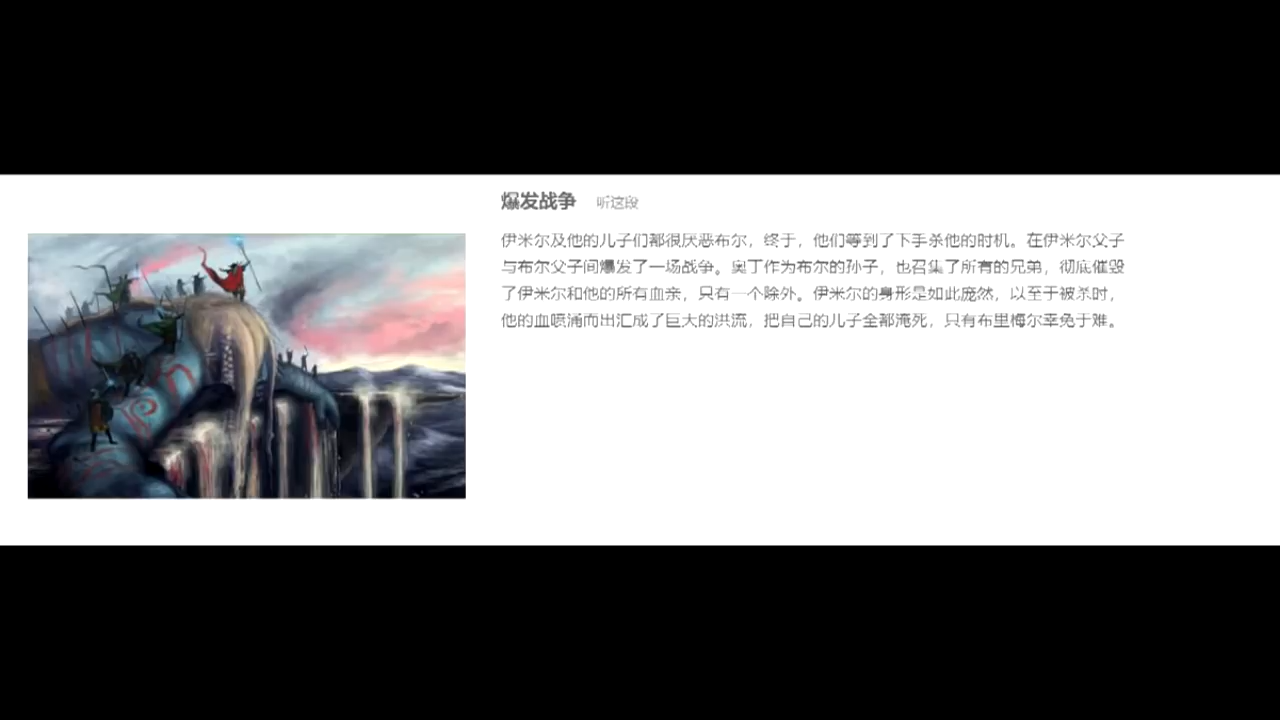 爆发战争 听这段
伊米尔及他的儿子们都很厌恶布尔，终于，他们等到了下手杀他的时机。在伊米尔父子
与布尔父子间爆发了一场战争。奥丁作为布尔的孙子，也召集了所有的兄弟，彻底催毁
了伊米尔和他的所有血亲，只有一个除外。伊米尔的身形是如此庞然，以至于被杀时，
他的血喷涌而出汇成了巨大的洪流，把自己的儿子全都淹死，只有布里梅尔幸免于难。